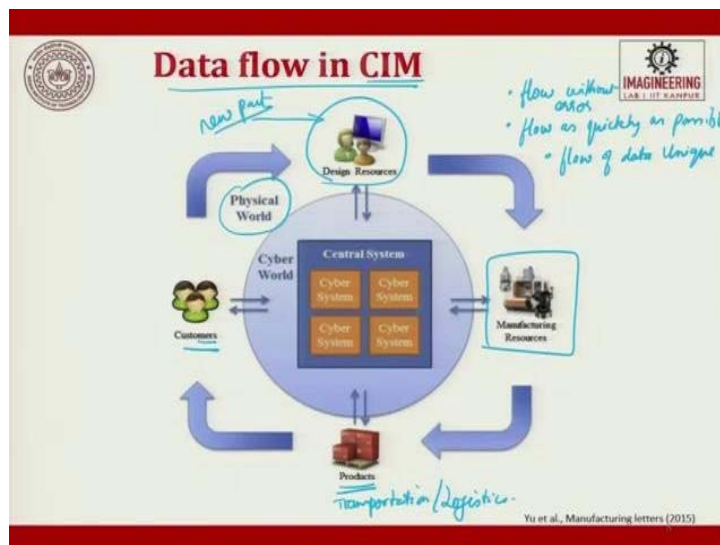 Data flow in CIM
IMAGINEERING
LAB | IIT KANPUR
• flow without
error
• flow as quickly as possib
• flow of data Unique
new part
Design Resources
Physical
World
Cyber
World
Central System
Cyber
System
Cyber
System
Cyber
System
Cyber
System
Customers
Manufacturing
Resources
Products
Transportation/Logistics.
Yu et al., Manufacturing letters (2015)